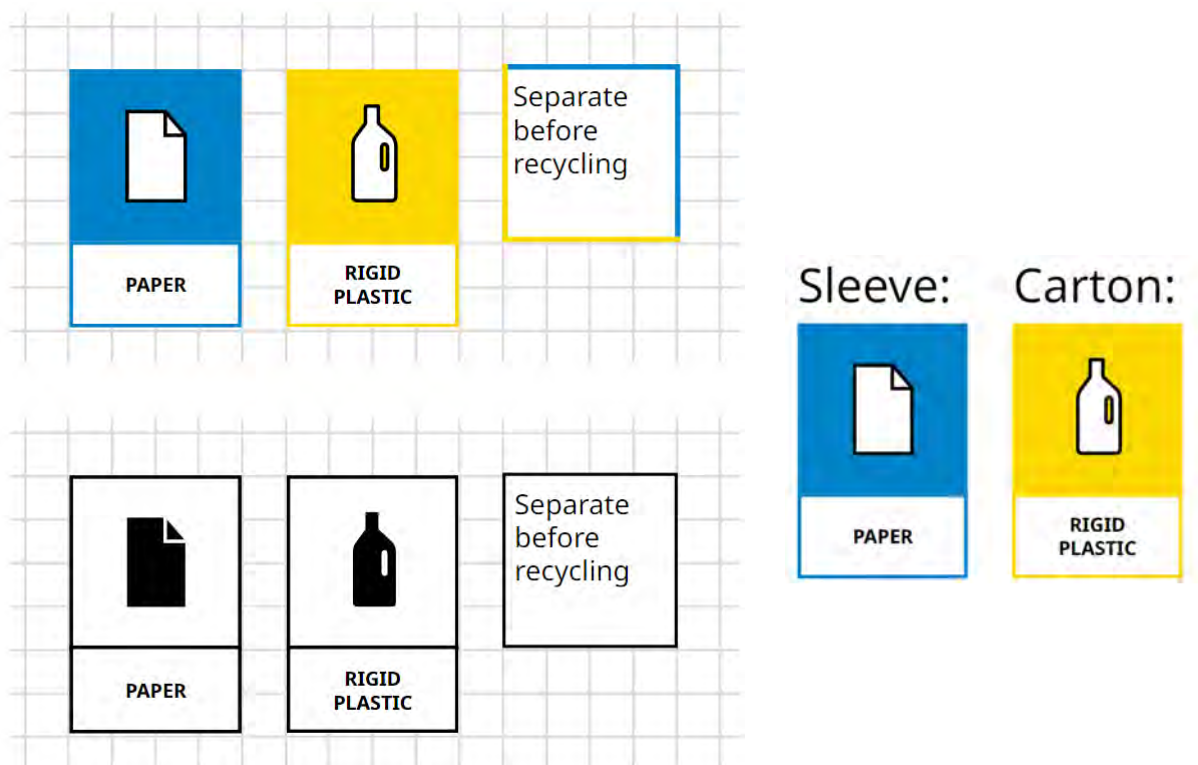 Separate
before
recycling
PAPER
RIGID
PLASTIC
Sleeve:
Carton:
PAPER
RIGID
PLASTIC
Separate
before
recycling
PAPER
RIGID
PLASTIC